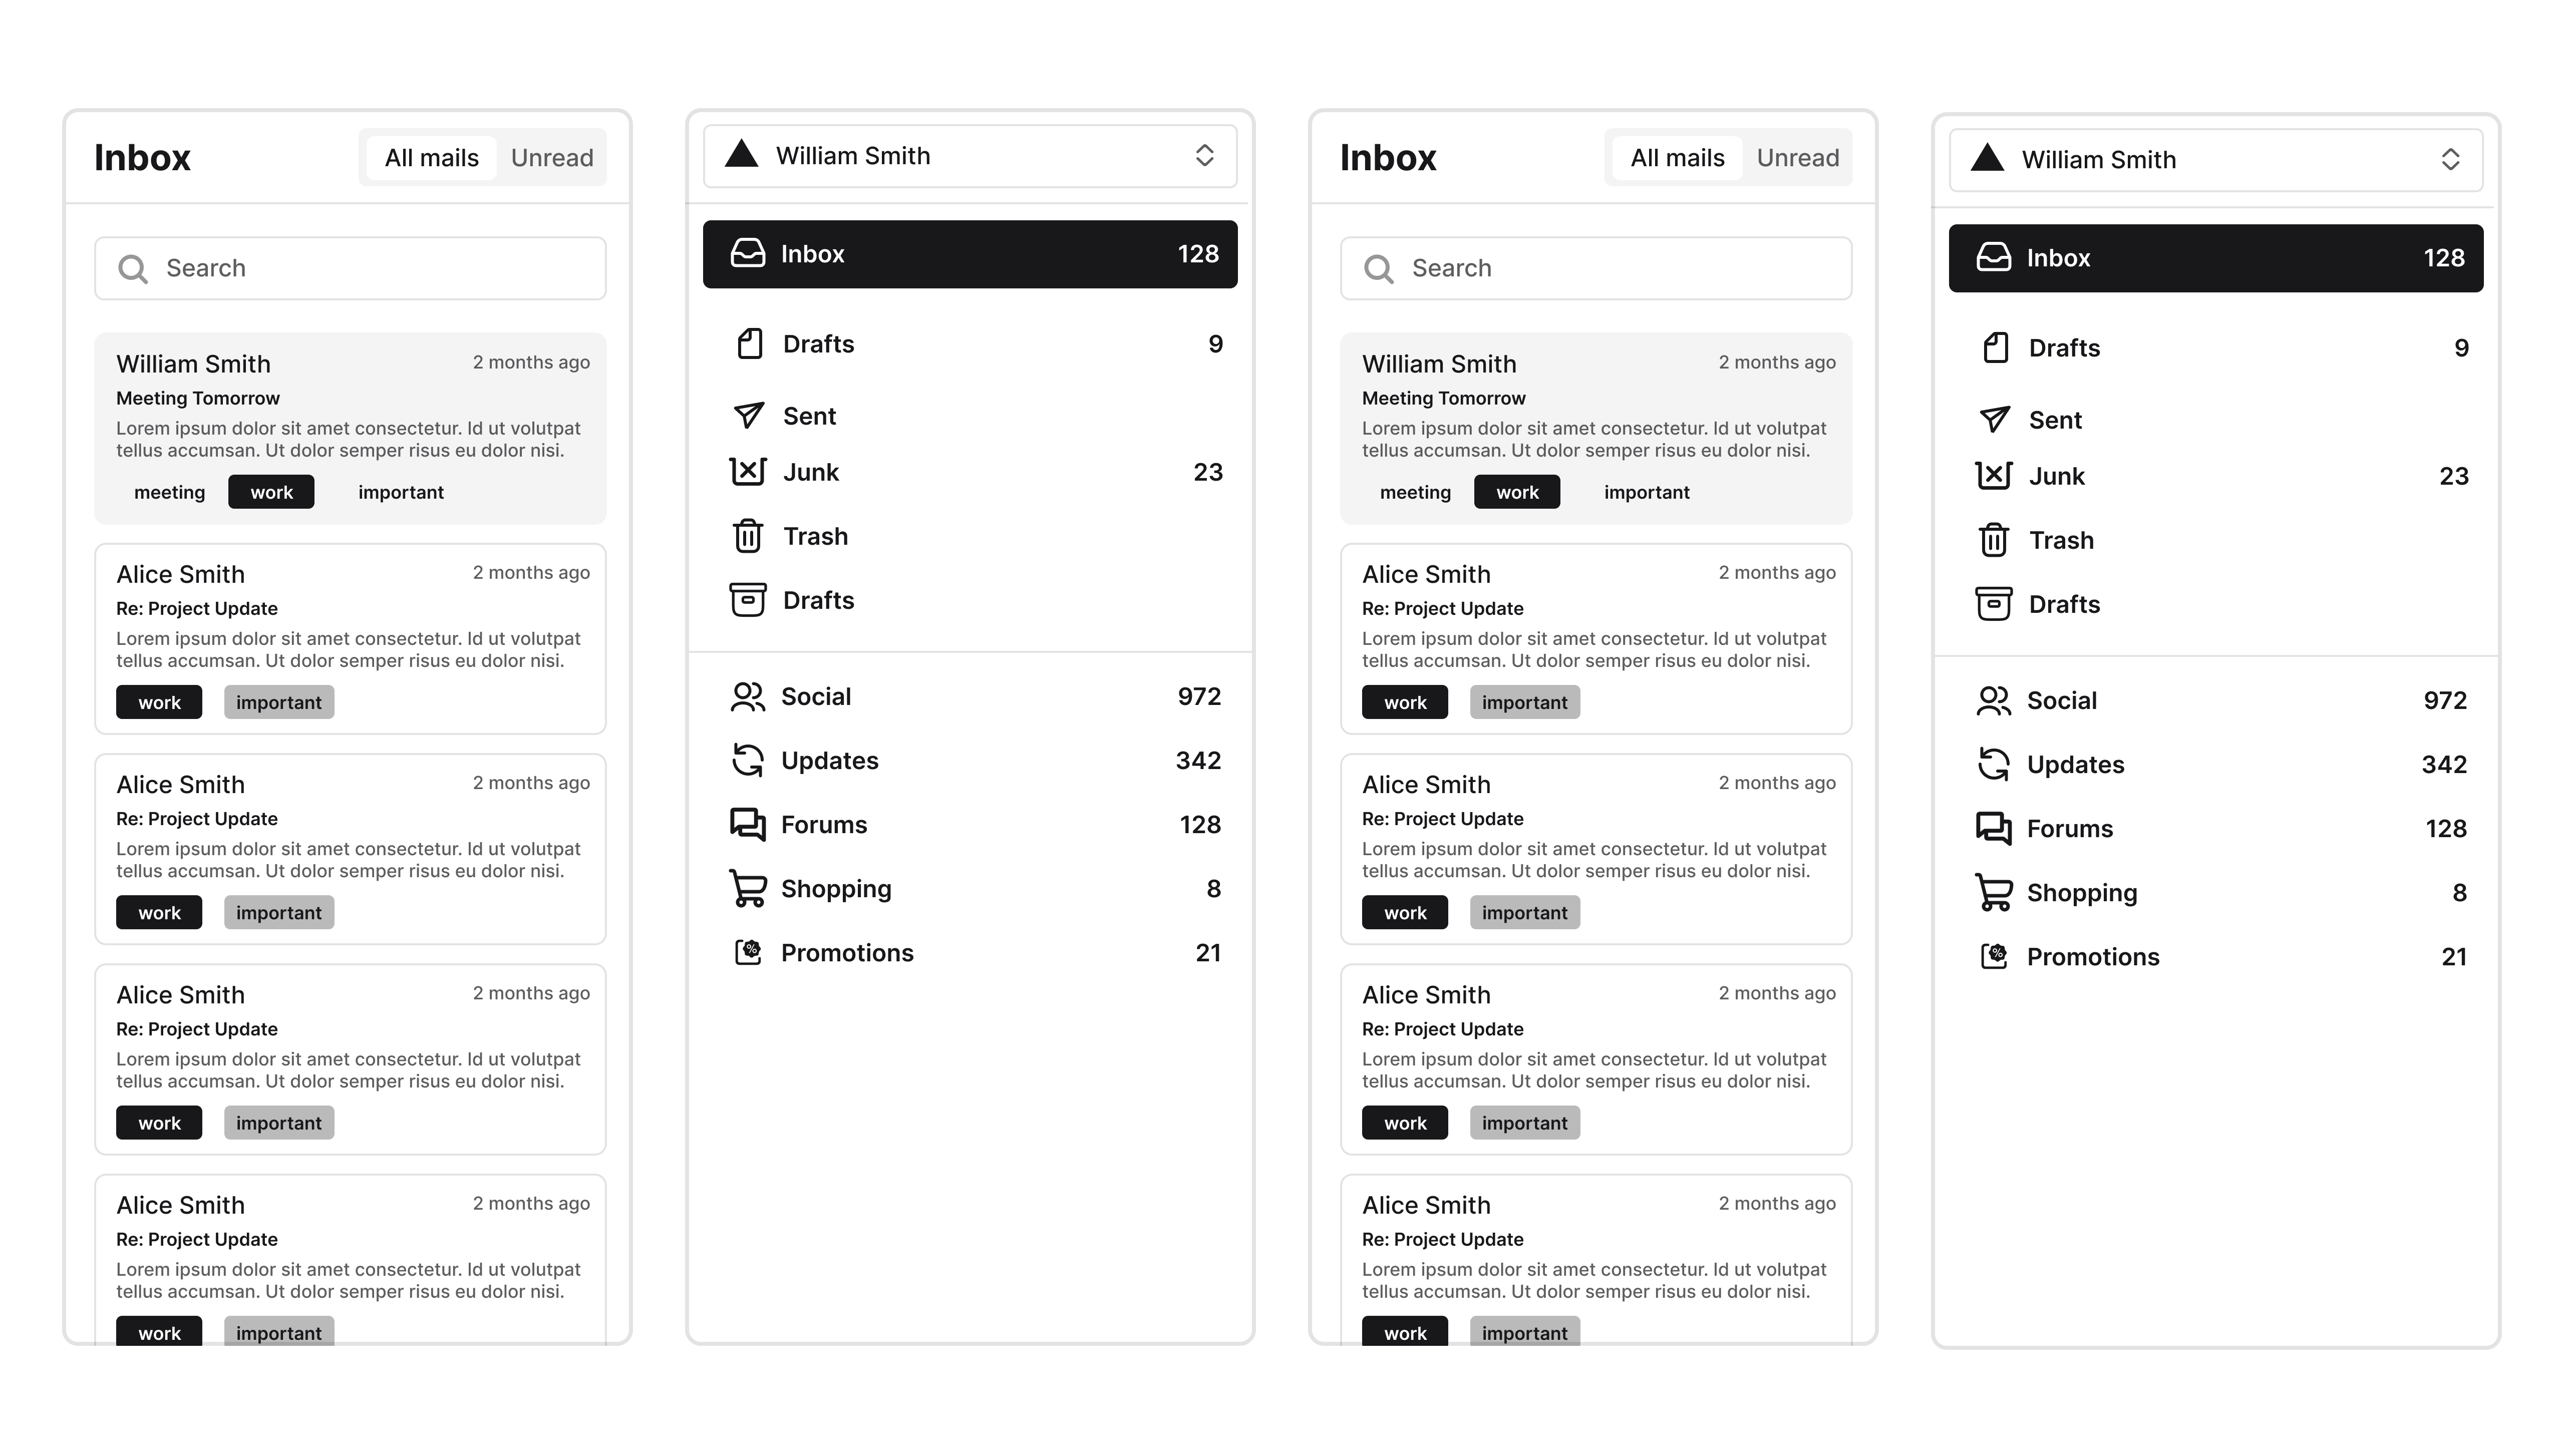 Inbox
All mails Unread
Search
William Smith 2 months ago
Meeting Tomorrow
Lorem ipsum dolor sit amet consectetur. Id ut volutpat
tellus accumsan. Ut dolor semper risus eu dolor nisi.
meeting work important
Alice Smith 2 months ago
Re: Project Update
Lorem ipsum dolor sit amet consectetur. Id ut volutpat
tellus accumsan. Ut dolor semper risus eu dolor nisi.
work important
Alice Smith 2 months ago
Re: Project Update
Lorem ipsum dolor sit amet consectetur. Id ut volutpat
tellus accumsan. Ut dolor semper risus eu dolor nisi.
work important
Alice Smith 2 months ago
Re: Project Update
Lorem ipsum dolor sit amet consectetur. Id ut volutpat
tellus accumsan. Ut dolor semper risus eu dolor nisi.
work important
Alice Smith 2 months ago
Re: Project Update
Lorem ipsum dolor sit amet consectetur. Id ut volutpat
tellus accumsan. Ut dolor semper risus eu dolor nisi.
work important
William Smith
Inbox 128
Drafts 9
Sent
Junk 23
Trash
Drafts
Social 972
Updates 342
Forums 128
Shopping 8
Promotions 21
Inbox
All mails Unread
Search
William Smith 2 months ago
Meeting Tomorrow
Lorem ipsum dolor sit amet consectetur. Id ut volutpat
tellus accumsan. Ut dolor semper risus eu dolor nisi.
meeting work important
Alice Smith 2 months ago
Re: Project Update
Lorem ipsum dolor sit amet consectetur. Id ut volutpat
tellus accumsan. Ut dolor semper risus eu dolor nisi.
work important
Alice Smith 2 months ago
Re: Project Update
Lorem ipsum dolor sit amet consectetur. Id ut volutpat
tellus accumsan. Ut dolor semper risus eu dolor nisi.
work important
Alice Smith 2 months ago
Re: Project Update
Lorem ipsum dolor sit amet consectetur. Id ut volutpat
tellus accumsan. Ut dolor semper risus eu dolor nisi.
work important
Alice Smith 2 months ago
Re: Project Update
Lorem ipsum dolor sit amet consectetur. Id ut volutpat
tellus accumsan. Ut dolor semper risus eu dolor nisi.
work important
William Smith
Inbox 128
Drafts 9
Sent
Junk 23
Trash
Drafts
Social 972
Updates 342
Forums 128
Shopping 8
Promotions 21